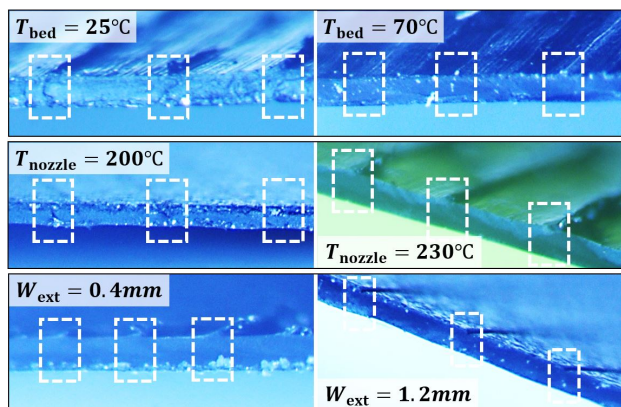 T_bed = 25°C
T_bed = 70°C
T_nozzle = 200°C
T_nozzle = 230°C
W_ext = 0.4mm
W_ext = 1.2mm